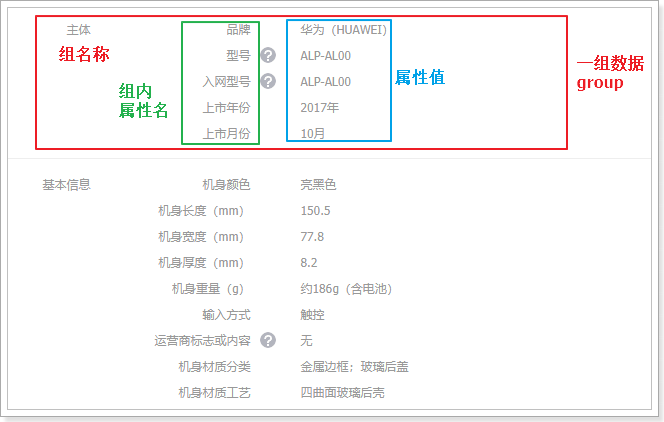 主体 品牌 华为（HUAWEI）
组名称
型号 ? ALP-AL00
一组数据
group
入网型号 ? ALP-AL00
属性值
组内
属性名
上市年份 2017年
上市月份 10月
基本信息 机身颜色 亮黑色
机身长度（mm） 150.5
机身宽度（mm） 77.8
机身厚度（mm） 8.2
机身重量（g） 约186g（含电池）
输入方式 触控
运营商标志或内容 ? 无
机身材质分类 金属边框；玻璃后盖
机身材质工艺 四曲面玻璃后壳